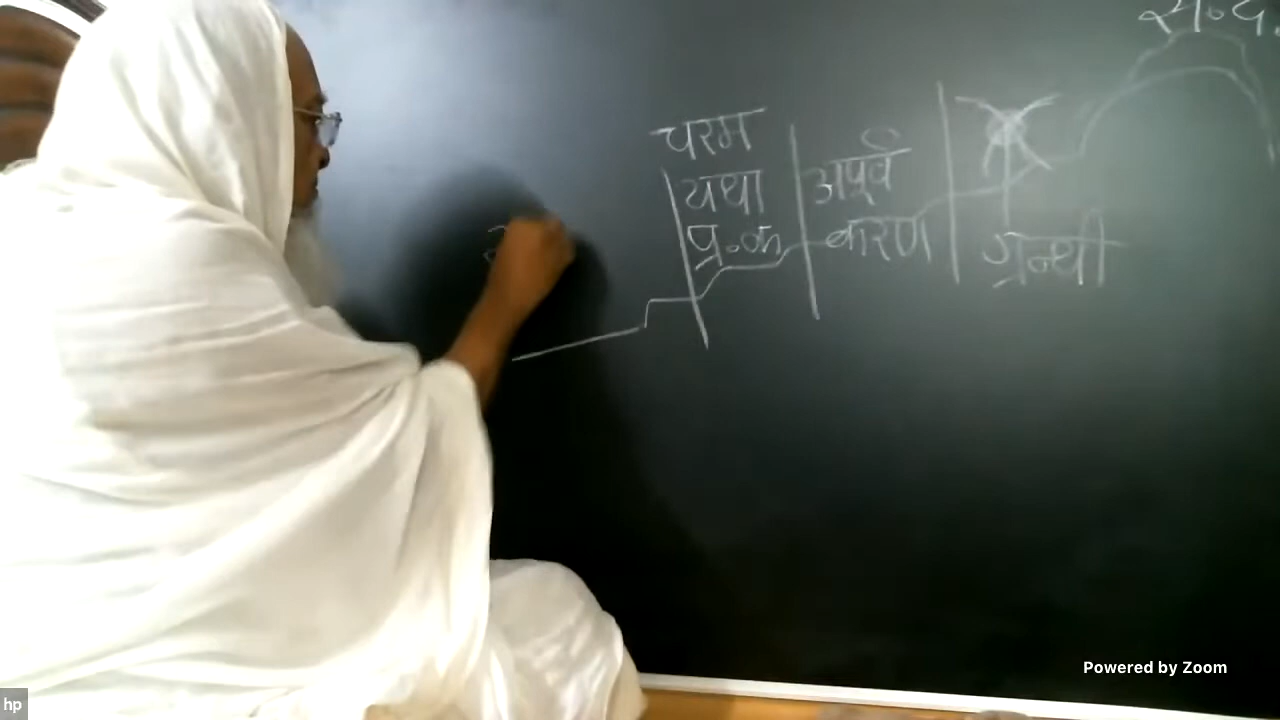 स.द.
चरम
यथा
प्र.क.
अपूर्व
करण
ग्रन्थी
Powered by Zoom
hp